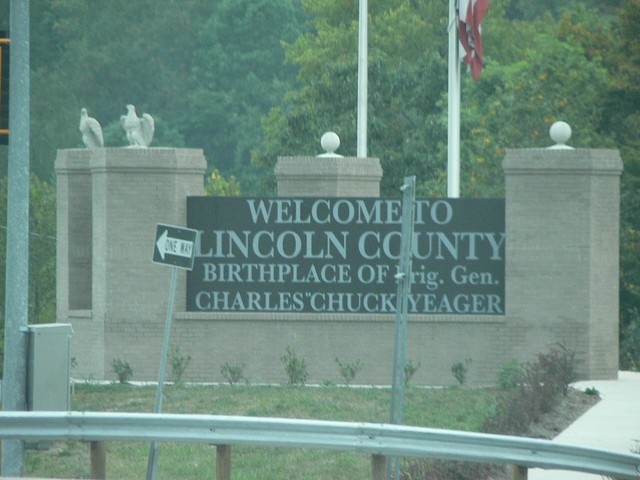 WELCOME TO
LINCOLN COUNTY
BIRTHPLACE OF Brig. Gen.
CHARLES "CHUCK" YEAGER
ONE WAY